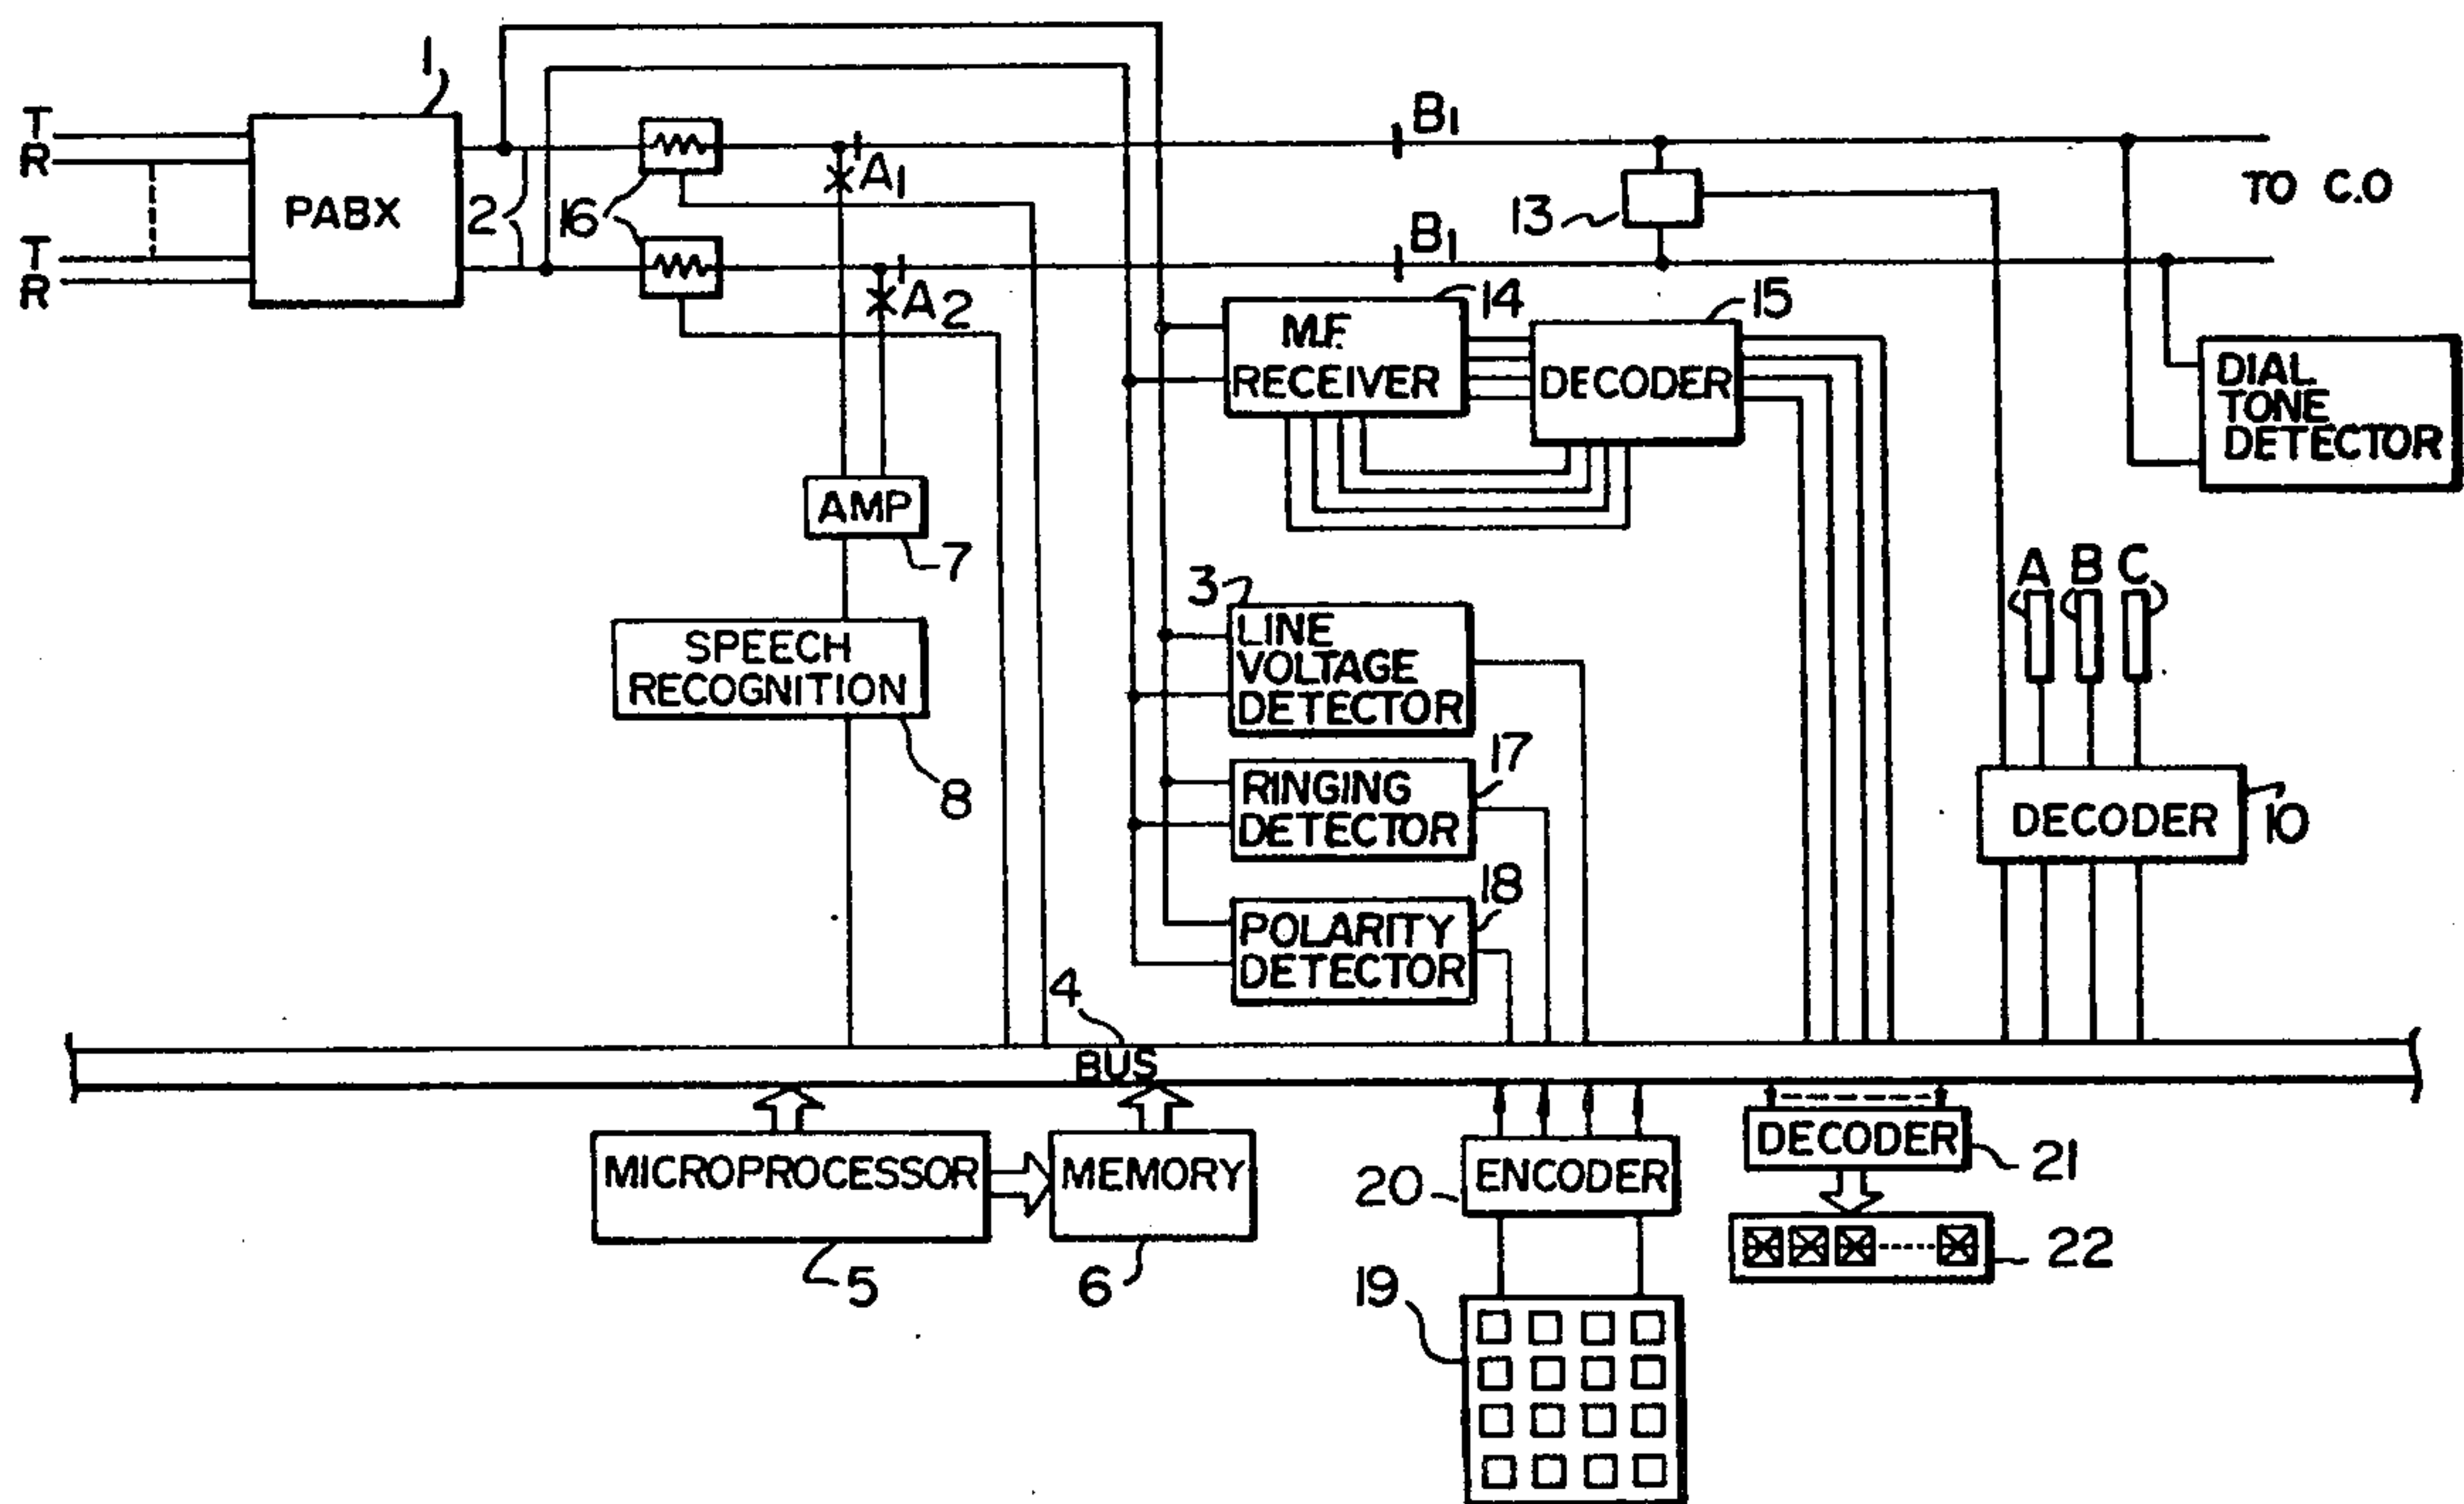 1
T
R
PABX
T
R
2
16
A1
A2
B1
B1
13
TO C.O
14
M.F.
RECEIVER
15
DECODER
DIAL
TONE
DETECTOR
AMP
7
SPEECH
RECOGNITION
8
3
LINE
VOLTAGE
DETECTOR
17
RINGING
DETECTOR
18
POLARITY
DETECTOR
A B C
DECODER
10
4
BUS
MICROPROCESSOR
5
MEMORY
6
20
ENCODER
19
DECODER
21
22